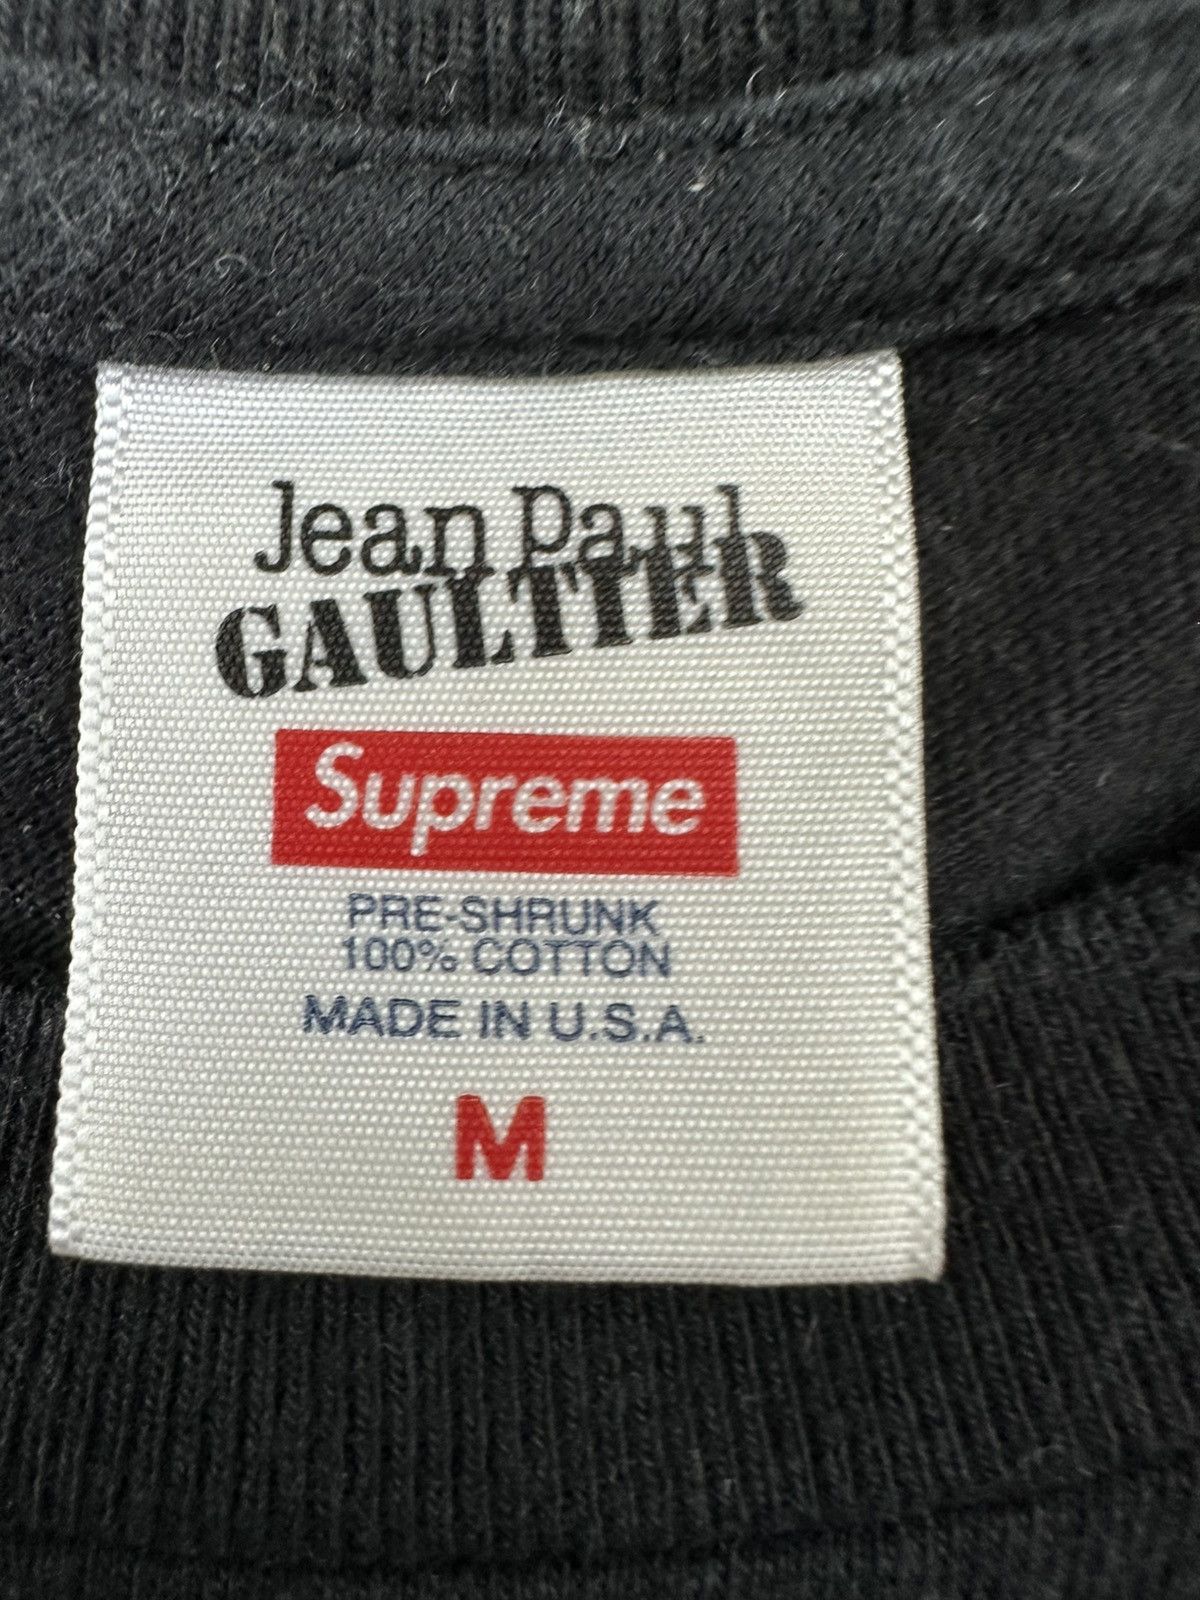 Jean Paul
GAULTIER
Supreme
PRE-SHRUNK
100% COTTON
MADE IN U.S.A.
M